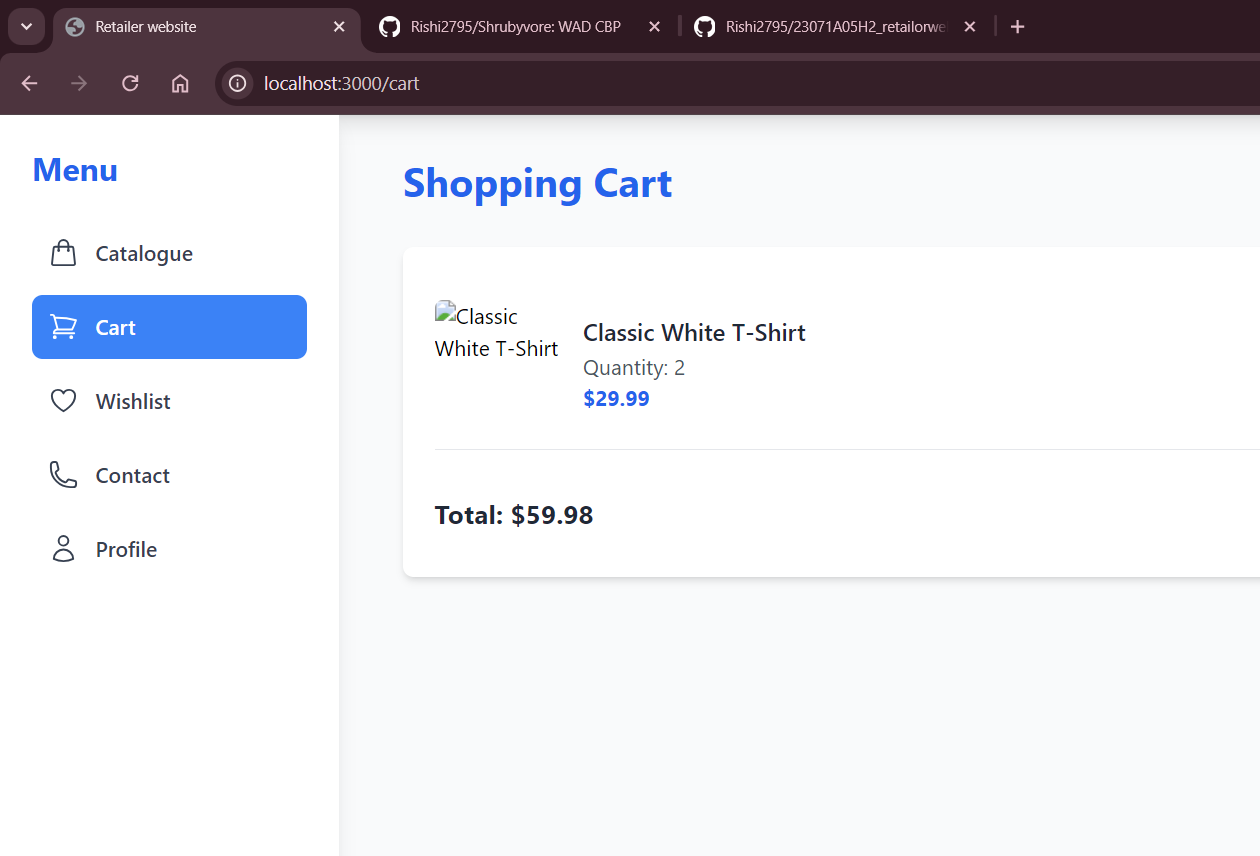 Retailer website
Rishi2795/Shrubyvore: WAD CBP
Rishi2795/23071A05H2_retailorwe
localhost:3000/cart
Menu
Catalogue
Cart
Wishlist
Contact
Profile
Shopping Cart
Classic
White T-Shirt
Classic White T-Shirt
Quantity: 2
$29.99
Total: $59.98